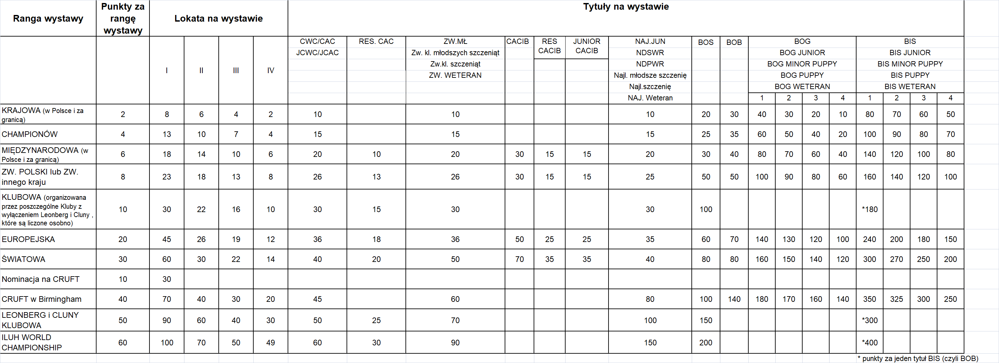 Ranga wystawy Punkty za rangę wystawy Lokata na wystawie Tytuły na wystawie
I II III IV
CWC/CAC RES. CAC ZW.MŁ CACIB RES CACIB JUNIOR CACIB NAJ.JUN BOS BOB BOG BIS
JCWC/JCAC Zw. kl. młodszych szczeniąt NDSWR BOG JUNIOR BIS JUNIOR
Zw.kl. szczeniąt NDPWR BOG MINOR PUPPY BIS MINOR PUPPY
ZW. WETERAN Najl. młodsze szczenię BOG PUPPY BIS PUPPY
Najl.szczenię BOG WETERAN BIS WETERAN
NAJ. Weteran 1 2 3 4 1 2 3 4
KRAJOWA (w Polsce i za granicą) 2 8 6 4 2 10 10 10 20 30 40 30 20 10 80 70 60 50
CHAMPIONÓW 4 13 10 7 4 15 15 15 25 35 60 50 40 20 100 90 80 70
MIĘDZYNARODOWA (w Polsce i za granicą) 6 18 14 10 6 20 10 20 30 15 15 20 30 40 80 70 60 40 140 120 100 80
ZW. POLSKI lub ZW. innego kraju 8 23 18 13 8 26 13 26 30 15 15 25 50 50 100 90 80 60 160 140 120 100
KLUBOWA (organizowana przez poszczególne Kluby z wyłączeniem Leonberg i Cluny , które są liczone osobno) 10 30 22 16 10 30 15 30 30 100 *180
EUROPEJSKA 20 45 26 19 12 36 18 36 50 25 25 35 60 70 140 130 120 100 240 200 180 150
ŚWIATOWA 30 60 30 22 14 40 20 50 70 35 35 40 80 80 160 150 140 120 300 270 250 200
Nominacja na CRUFT 10 30
CRUFT w Birmingham 40 70 40 30 20 45 60 80 100 140 180 170 160 140 350 325 300 250
LEONBERG i CLUNY KLUBOWA 50 90 60 40 30 50 25 70 100 150 *300
ILUH WORLD CHAMPIONSHIP 60 100 70 50 49 60 30 90 150 200 *400
* punkty za jeden tytuł BIS (czyli BOB)